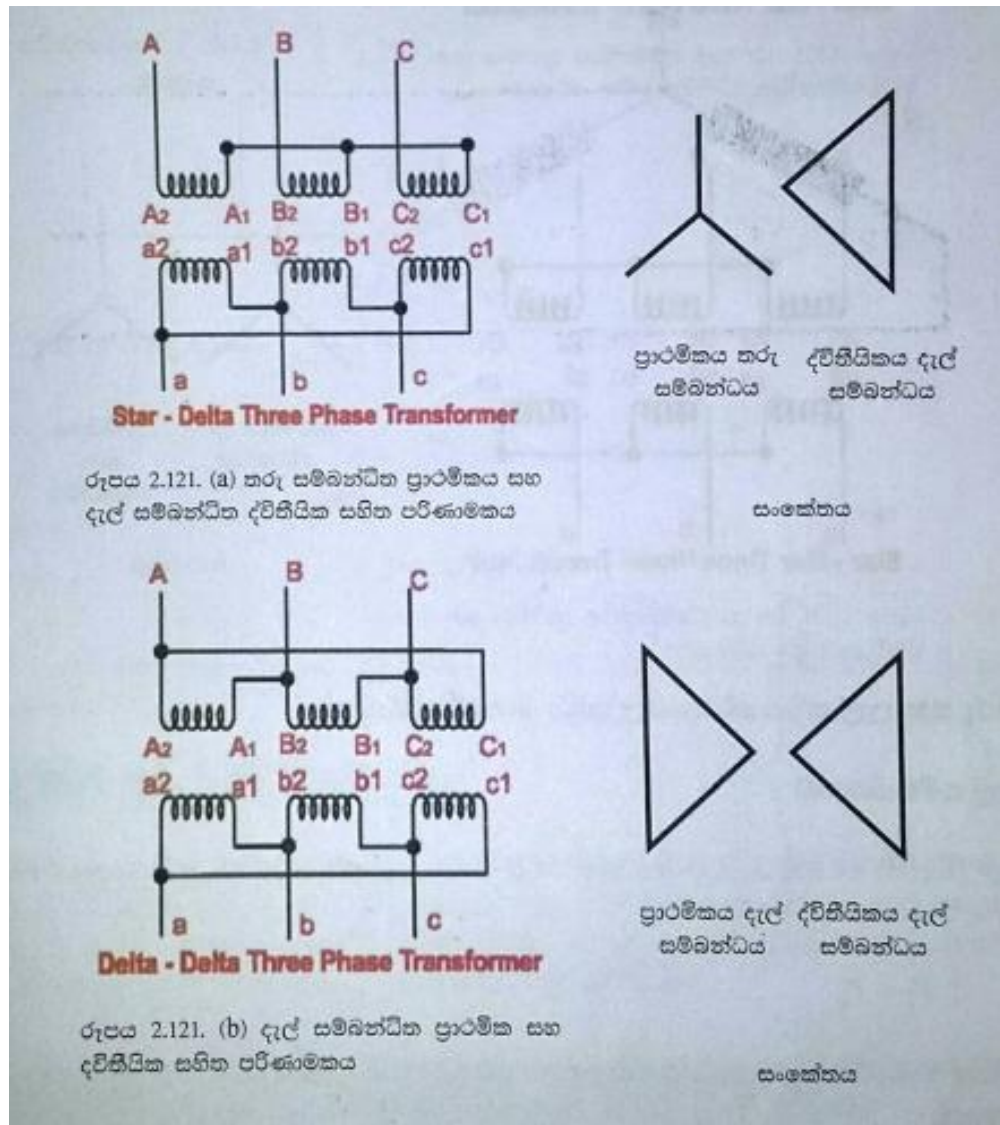 A B C
A2 A1 B2 B1 C2 C1
a2 a1 b2 b1 c2 c1
a b c
Star - Delta Three Phase Transformer
ප්‍රාථමිකය තරු ද්විතීයිකය දැල්
සම්බන්ධය සම්බන්ධය
රූපය 2.121. (a) තරු සම්බන්ධිත ප්‍රාථමිකය සහ
දැල් සම්බන්ධිත ද්විතීයික සහිත පරිණාමකය
සංකේතය
A B C
A2 A1 B2 B1 C2 C1
a2 a1 b2 b1 c2 c1
a b c
Delta - Delta Three Phase Transformer
ප්‍රාථමිකය දැල් ද්විතීයිකය දැල්
සම්බන්ධය සම්බන්ධය
රූපය 2.121. (b) දැල් සම්බන්ධිත ප්‍රාථමික සහ
ද්විතීයික සහිත පරිණාමකය
සංකේතය